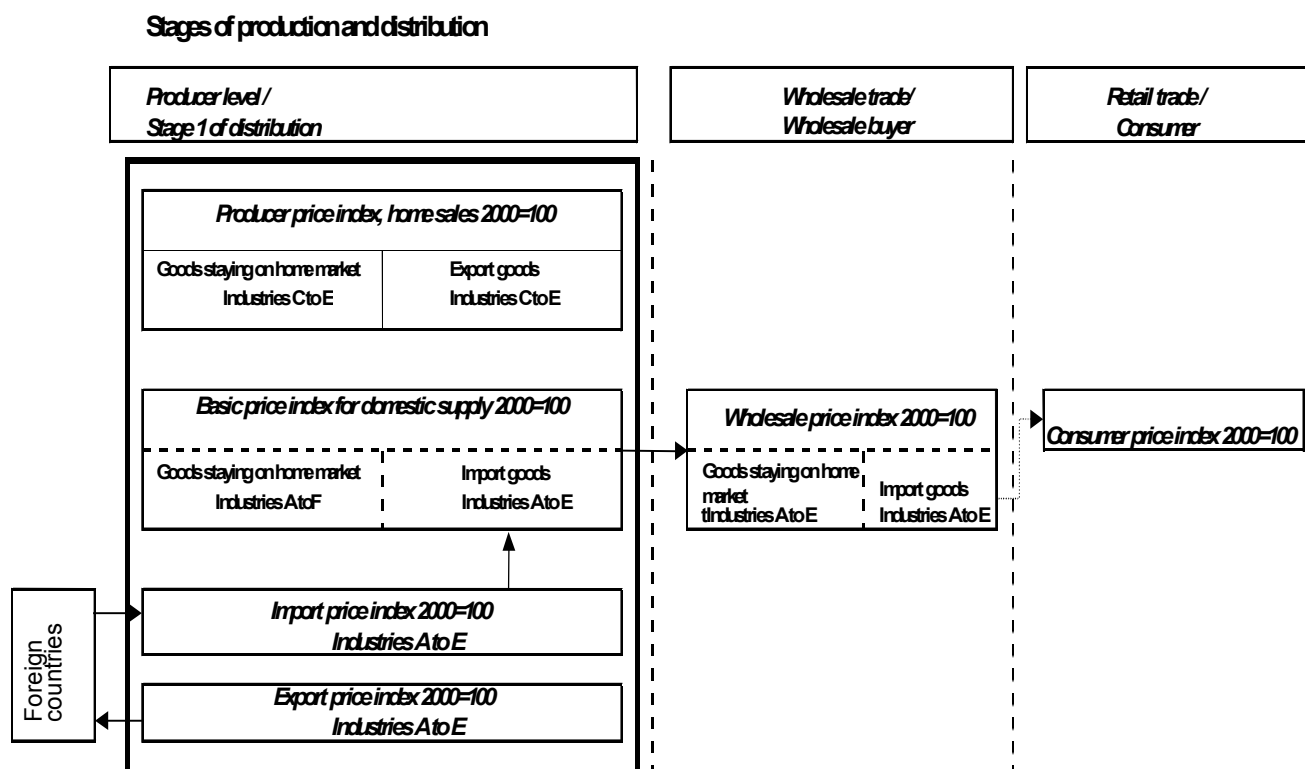 Stages of production and distribution
Producer level /
Stage 1 of distribution
Wholesale trade/
Wholesale buyer
Retail trade /
Consumer
Producer price index, home sales 2000=100
Goods staying on home market
Industries C to E
Export goods
Industries C to E
Basic price index for domestic supply 2000=100
Goods staying on home market
Industries A to F
Import goods
Industries A to E
Wholesale price index 2000=100
Goods staying on home
market
tIndustries A to E
Import goods
Industries A to E
Consumer price index 2000=100
Foreign
countries
Import price index 2000=100
Industries A to E
Export price index 2000=100
Industries A to E